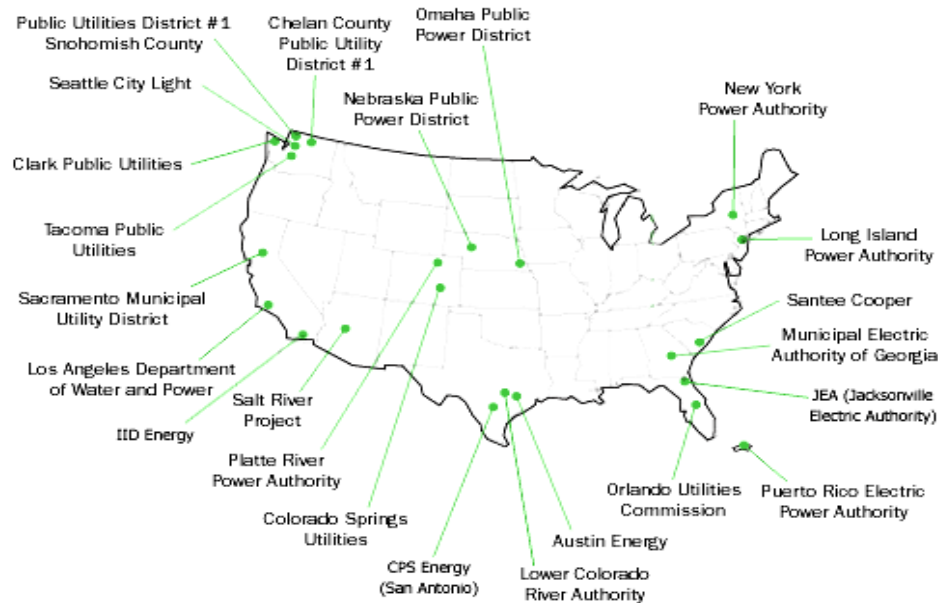 Public Utilities District #1
Snohomish County
Chelan County
Public Utility
District #1
Omaha Public
Power District
Seattle City Light
Nebraska Public
Power District
New York
Power Authority
Clark Public Utilities
Tacoma Public
Utilities
Long Island
Power Authority
Sacramento Municipal
Utility District
Santee Cooper
Municipal Electric
Authority of Georgia
Los Angeles Department
of Water and Power
Salt River
Project
JEA (Jacksonville
Electric Authority)
IID Energy
Platte River
Power Authority
Orlando Utilities
Commission
Puerto Rico Electric
Power Authority
Colorado Springs
Utilities
Austin Energy
CPS Energy
(San Antonio)
Lower Colorado
River Authority